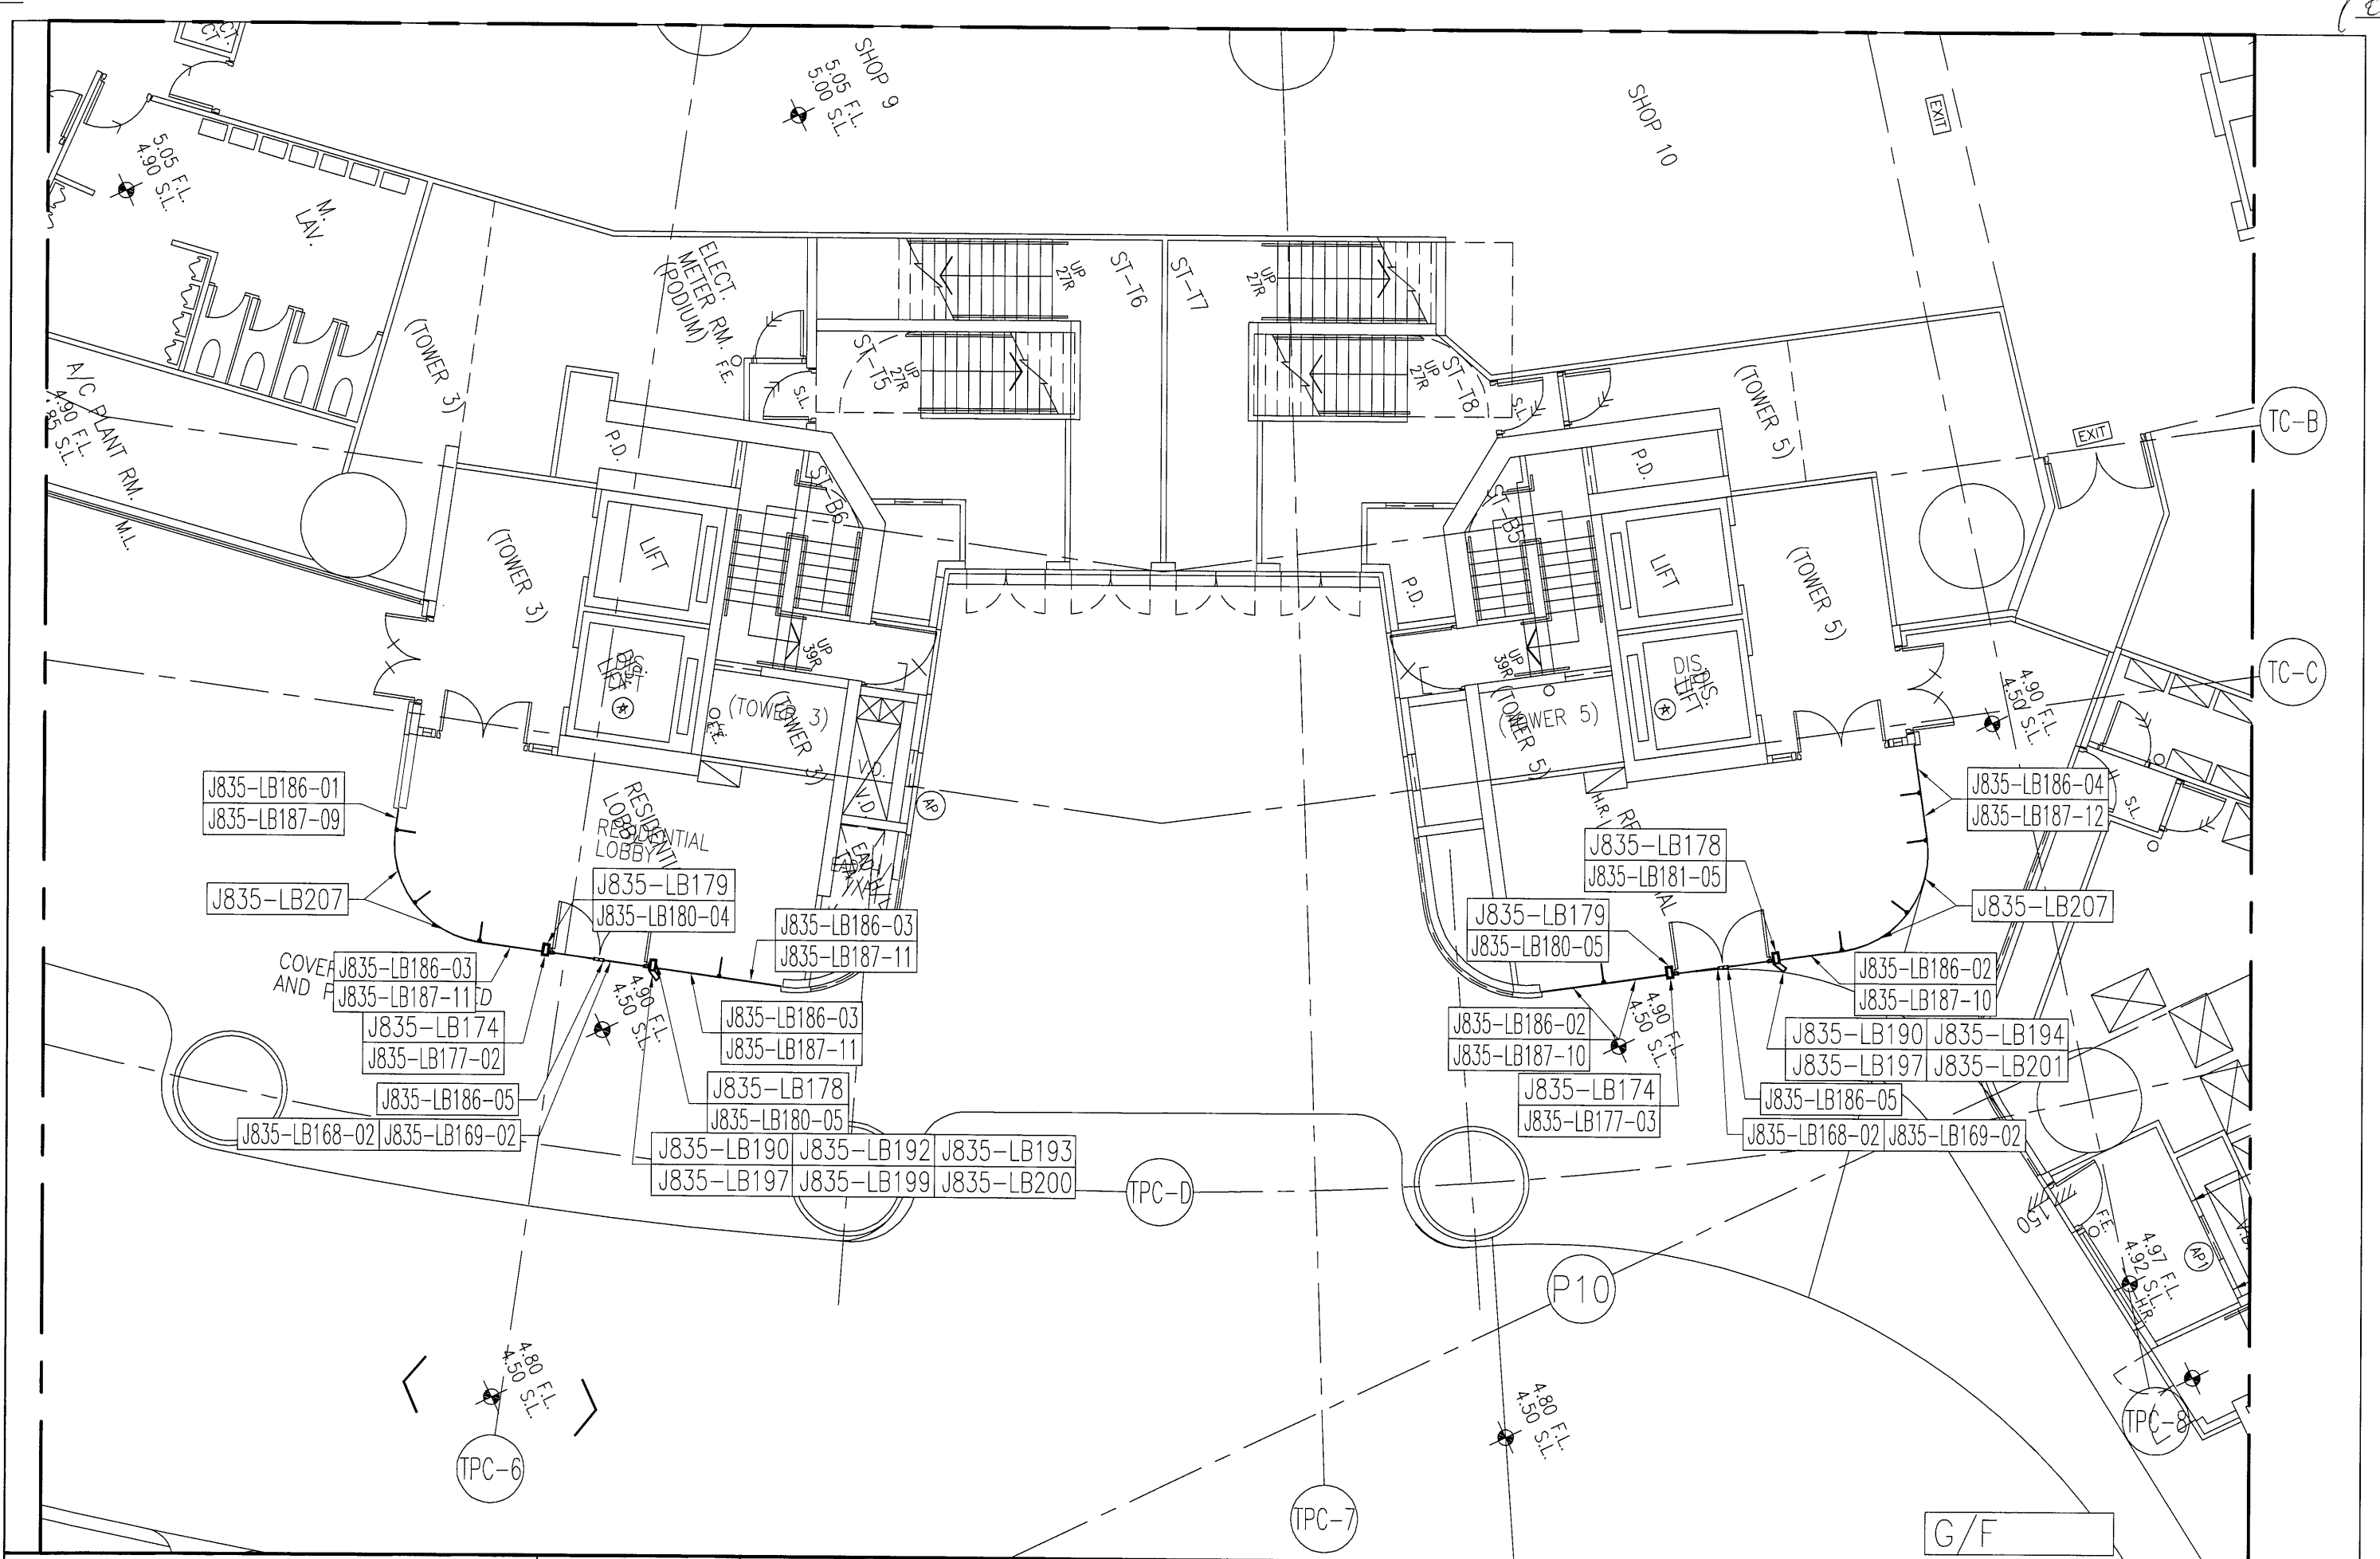 SHOP 9
5.05 F.L.
5.00 S.L.
SHOP 10
EXIT
5.05 F.L.
4.90 S.L.
M.
LAV.
ELECT.
METER RM.
(PODIUM)
F.E.
UP
27R
ST-T6
ST-T7
UP
27R
(TOWER 3)
ST-T5
UP
27R
S.L.
UP
27R
ST-T8
S.L.
(TOWER 5)
EXIT
TC-B
A/C PLANT RM.
4.90 F.L.
.85 S.L.
M.L.
P.D.
ST-B6
P.D.
ST-B5
(TOWER 3)
LIFT
P.D.
LIFT
(TOWER 5)
UP
39R
UP
39R
DIS.
LIFT
TC-C
4.90 F.L.
4.50 S.L.
(TOWER 3)
(TOWER 3)
F.E.
(TOWER 5)
(TOWER 5)
V.D.
V.D.
AP
H.R.
S.L.
J835-LB186-01
J835-LB187-09
RESIDENTIAL
LOBBY
J835-LB186-04
J835-LB187-12
J835-LB207
J835-LB179
J835-LB180-04
J835-LB178
J835-LB181-05
J835-LB207
J835-LB186-03
J835-LB187-11
J835-LB179
J835-LB180-05
J835-LB186-03
J835-LB187-11
J835-LB186-02
J835-LB187-10
J835-LB174
J835-LB177-02
4.90 F.L.
4.50 S.L.
J835-LB186-03
J835-LB187-11
J835-LB186-02
J835-LB187-10
4.90 F.L.
4.50 S.L.
J835-LB190 J835-LB194
J835-LB197 J835-LB201
J835-LB186-05
J835-LB178
J835-LB180-05
J835-LB174
J835-LB177-03
J835-LB186-05
J835-LB168-02 J835-LB169-02
J835-LB168-02 J835-LB169-02
J835-LB190 J835-LB192 J835-LB193
J835-LB197 J835-LB199 J835-LB200
TPC-D
150
F.E.
4.97 F.L.
4.92 S.L.
H.R.
AP1
P10
4.80 F.L.
4.50 S.L.
4.80 F.L.
4.50 S.L.
TPC-6
TPC-7
TPC-8
G/F